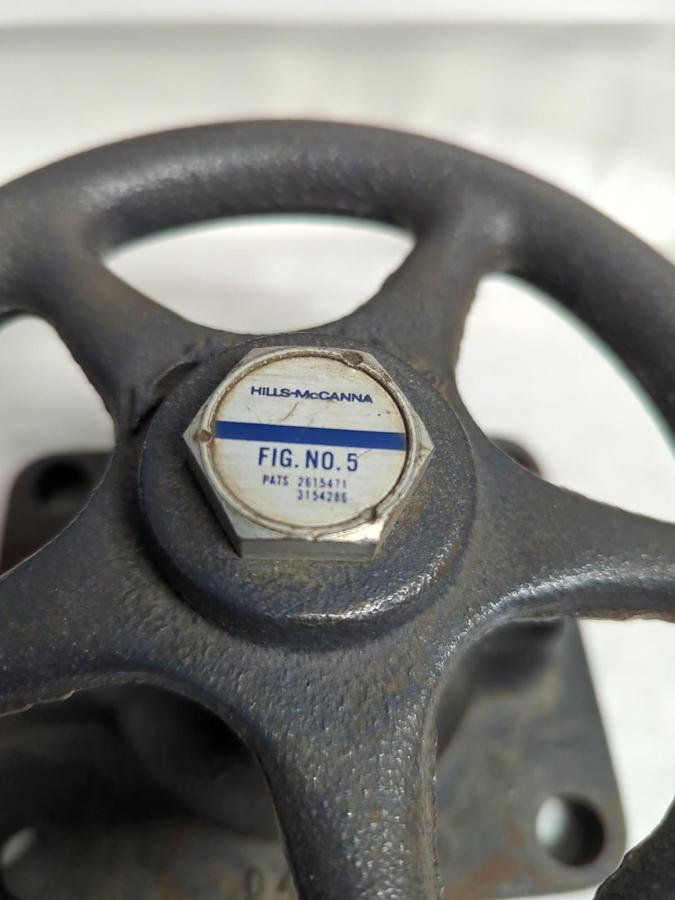 HILLS-McCANNA
FIG. NO. 5
PATS. 2615471
3154286